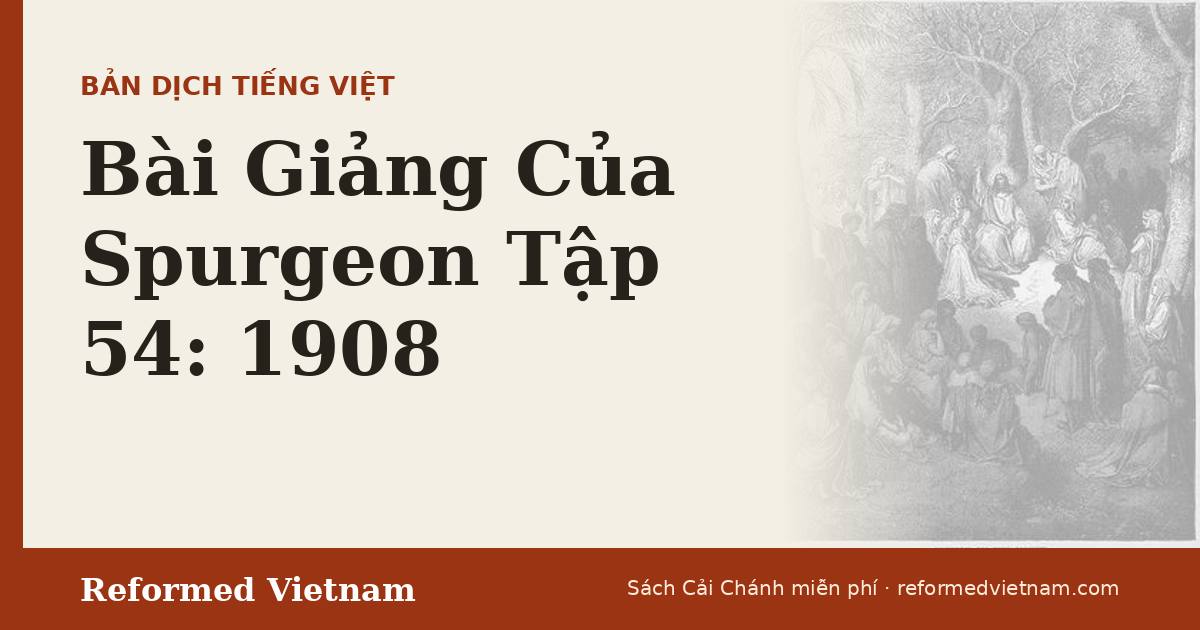 BẢN DỊCH TIẾNG VIỆT
Bài Giảng Của
Spurgeon Tập
54: 1908
Reformed Vietnam
Sách Cải Chánh miễn phí · reformedvietnam.com